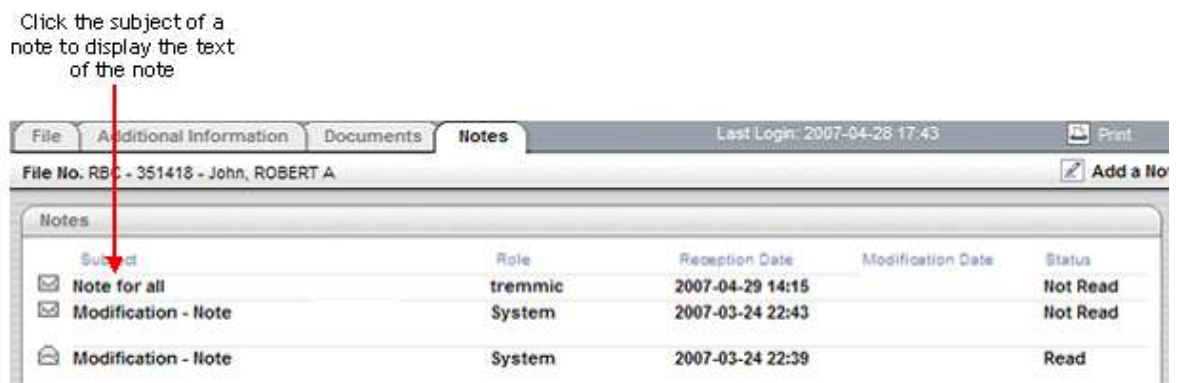 Click the subject of a
note to display the text
of the note
File Additional Information Documents Notes Last Login: 2007-04-28 17:43 Print
File No. RBC - 351418 - John, ROBERT A Add a No
Notes
Subject Role Reception Date Modification Date Status
Note for all tremmic 2007-04-29 14:15 Not Read
Modification - Note System 2007-03-24 22:43 Not Read
Modification - Note System 2007-03-24 22:39 Read